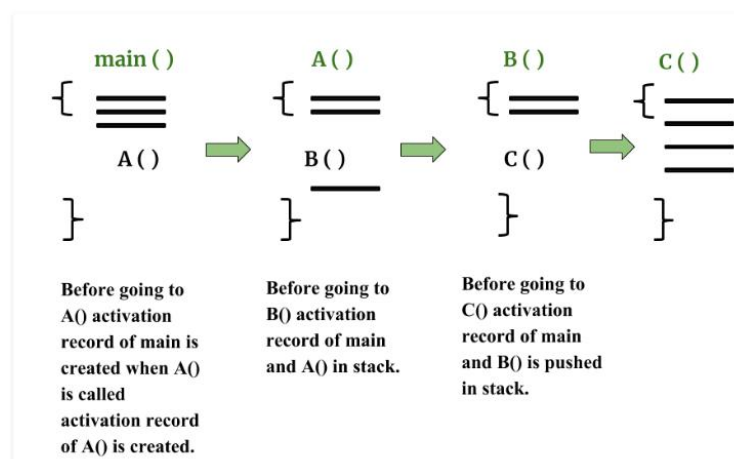 main ( )
A ( )
B ( )
C ( )
{
{
{
{
A ( )
B ( )
C ( )
}
}
}
}
Before going to
A() activation
record of main is
created when A()
is called
activation record
of A() is created.
Before going to
B() activation
record of main
and A() in stack.
Before going to
C() activation
record of main
and B() is pushed
in stack.